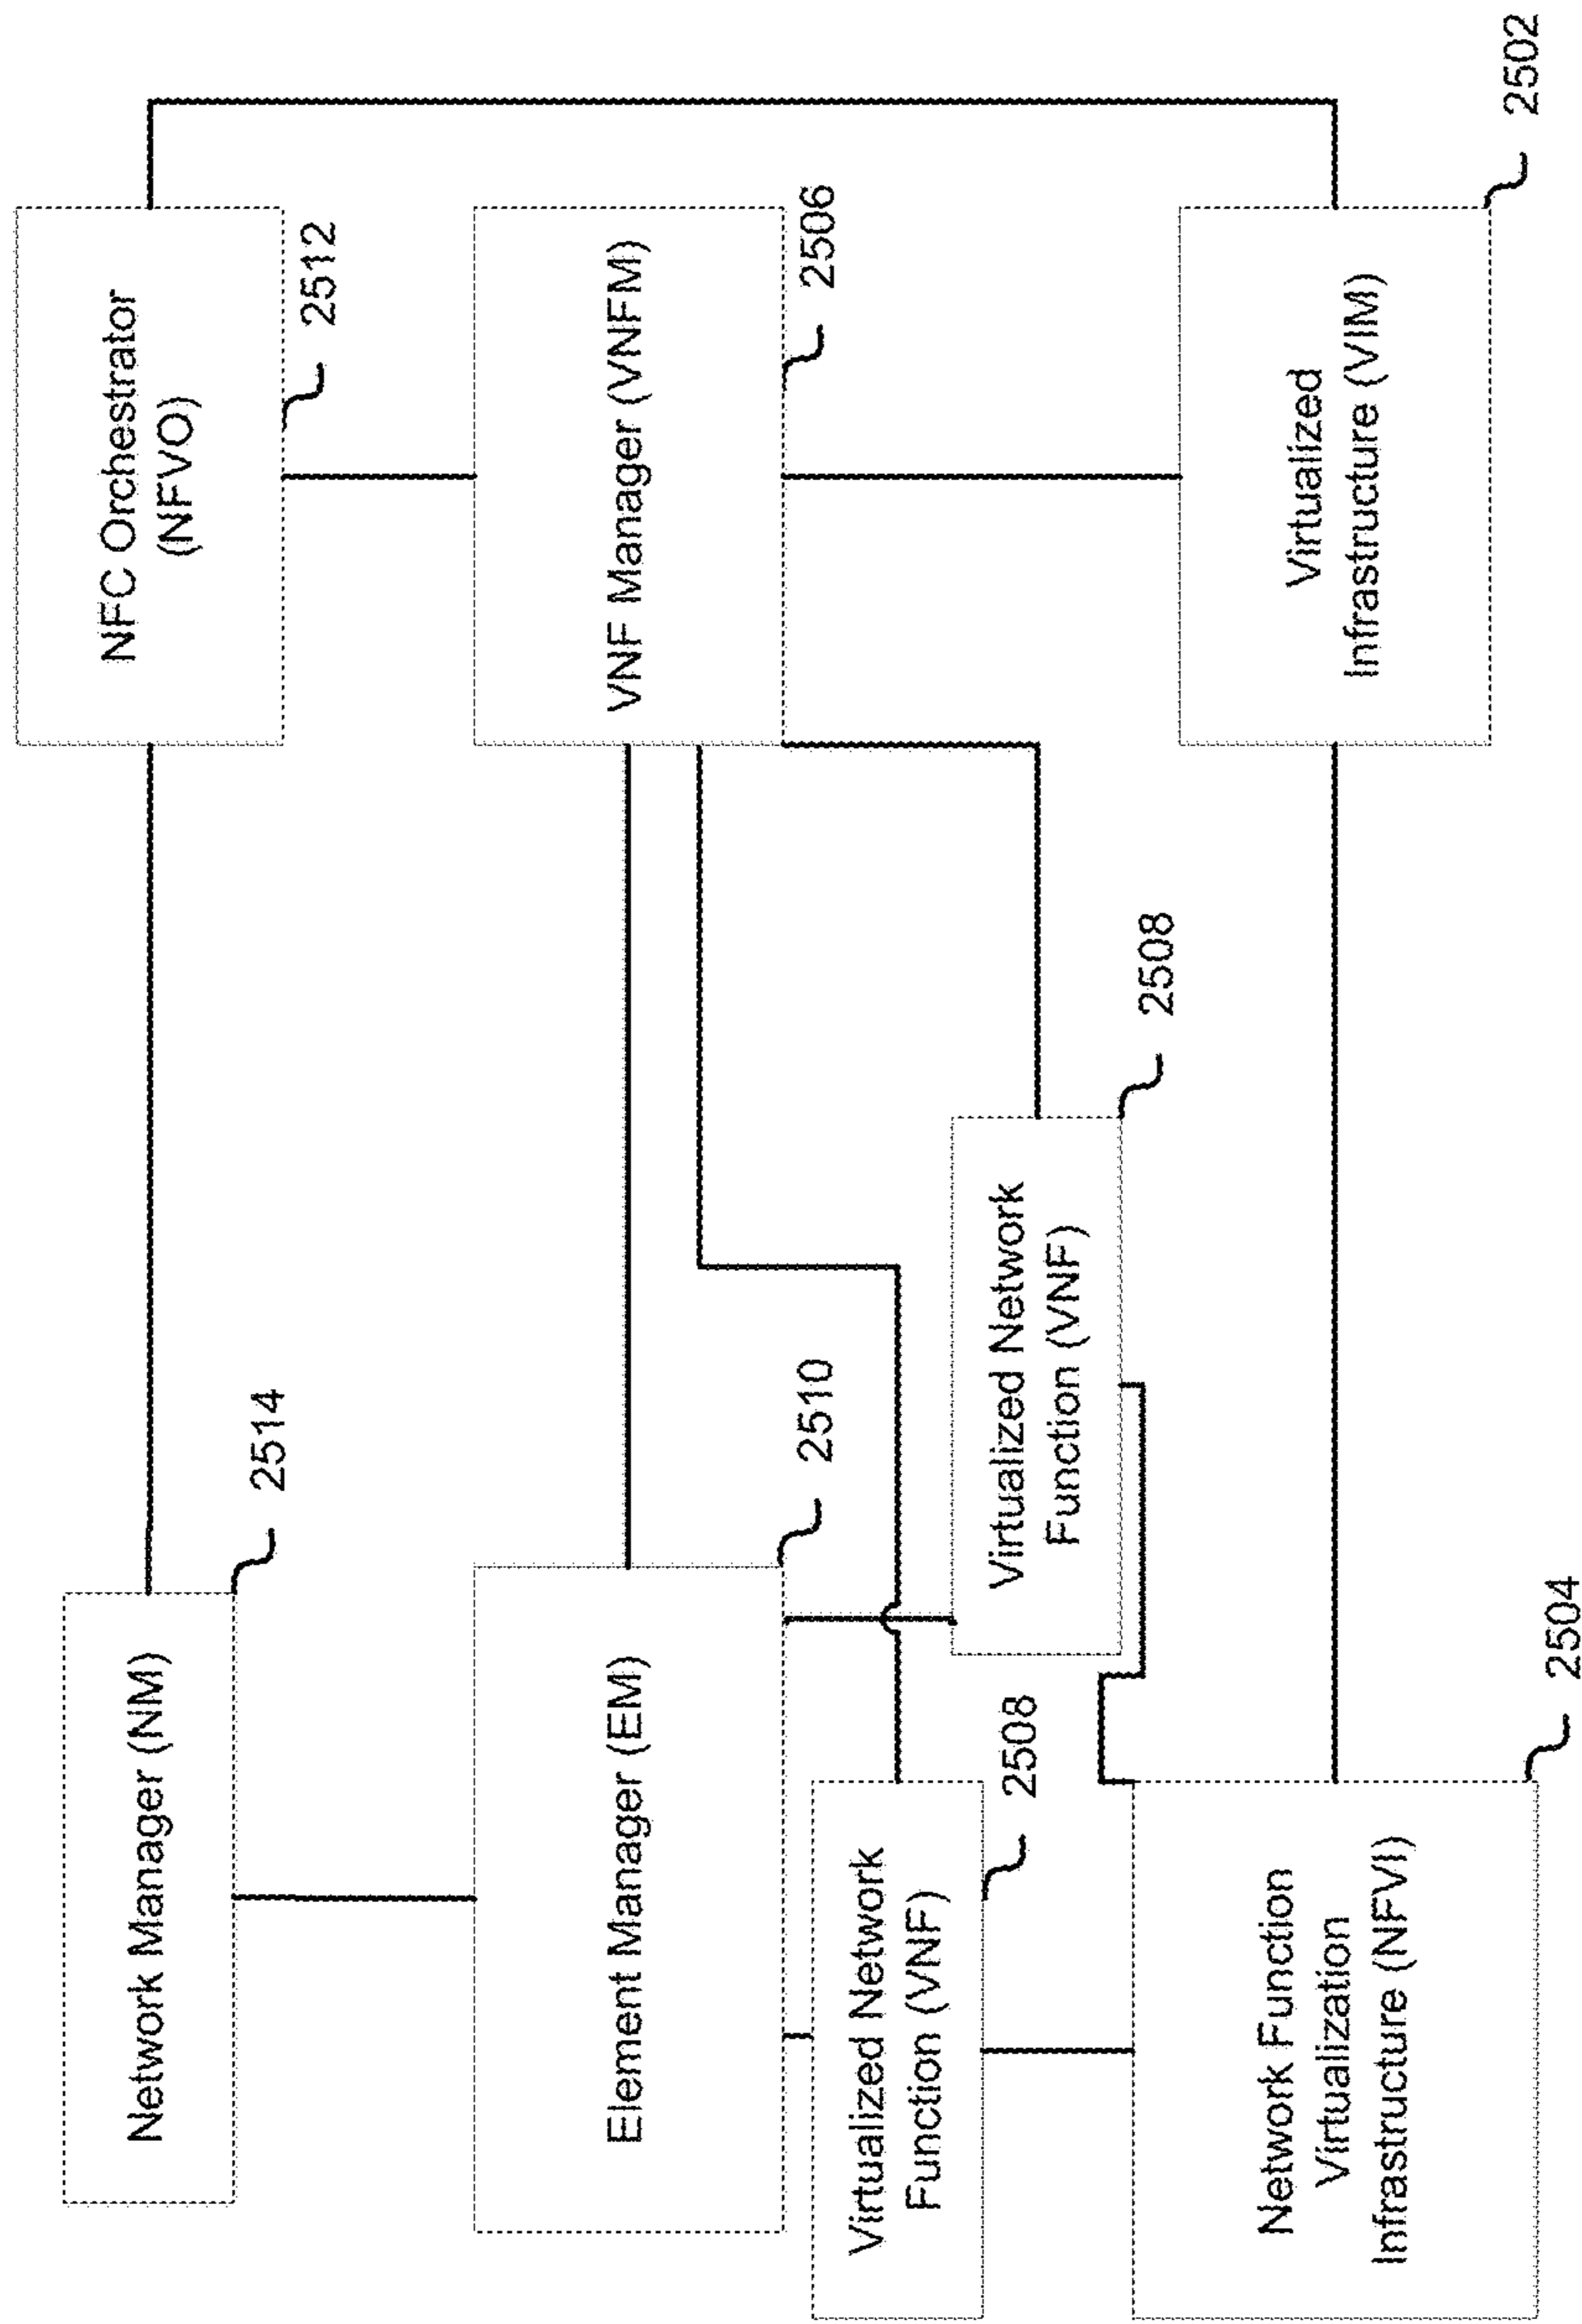 Network Manager (NM)
2514
NFC Orchestrator
(NFVO)
2512
Element Manager (EM)
2510
VNF Manager (VNFM)
2506
Virtualized Network
Function (VNF)
2508
Virtualized Network
Function (VNF)
2508
Network Function
Virtualization
Infrastructure (NFVI)
2504
Virtualized
Infrastructure (VIM)
2502